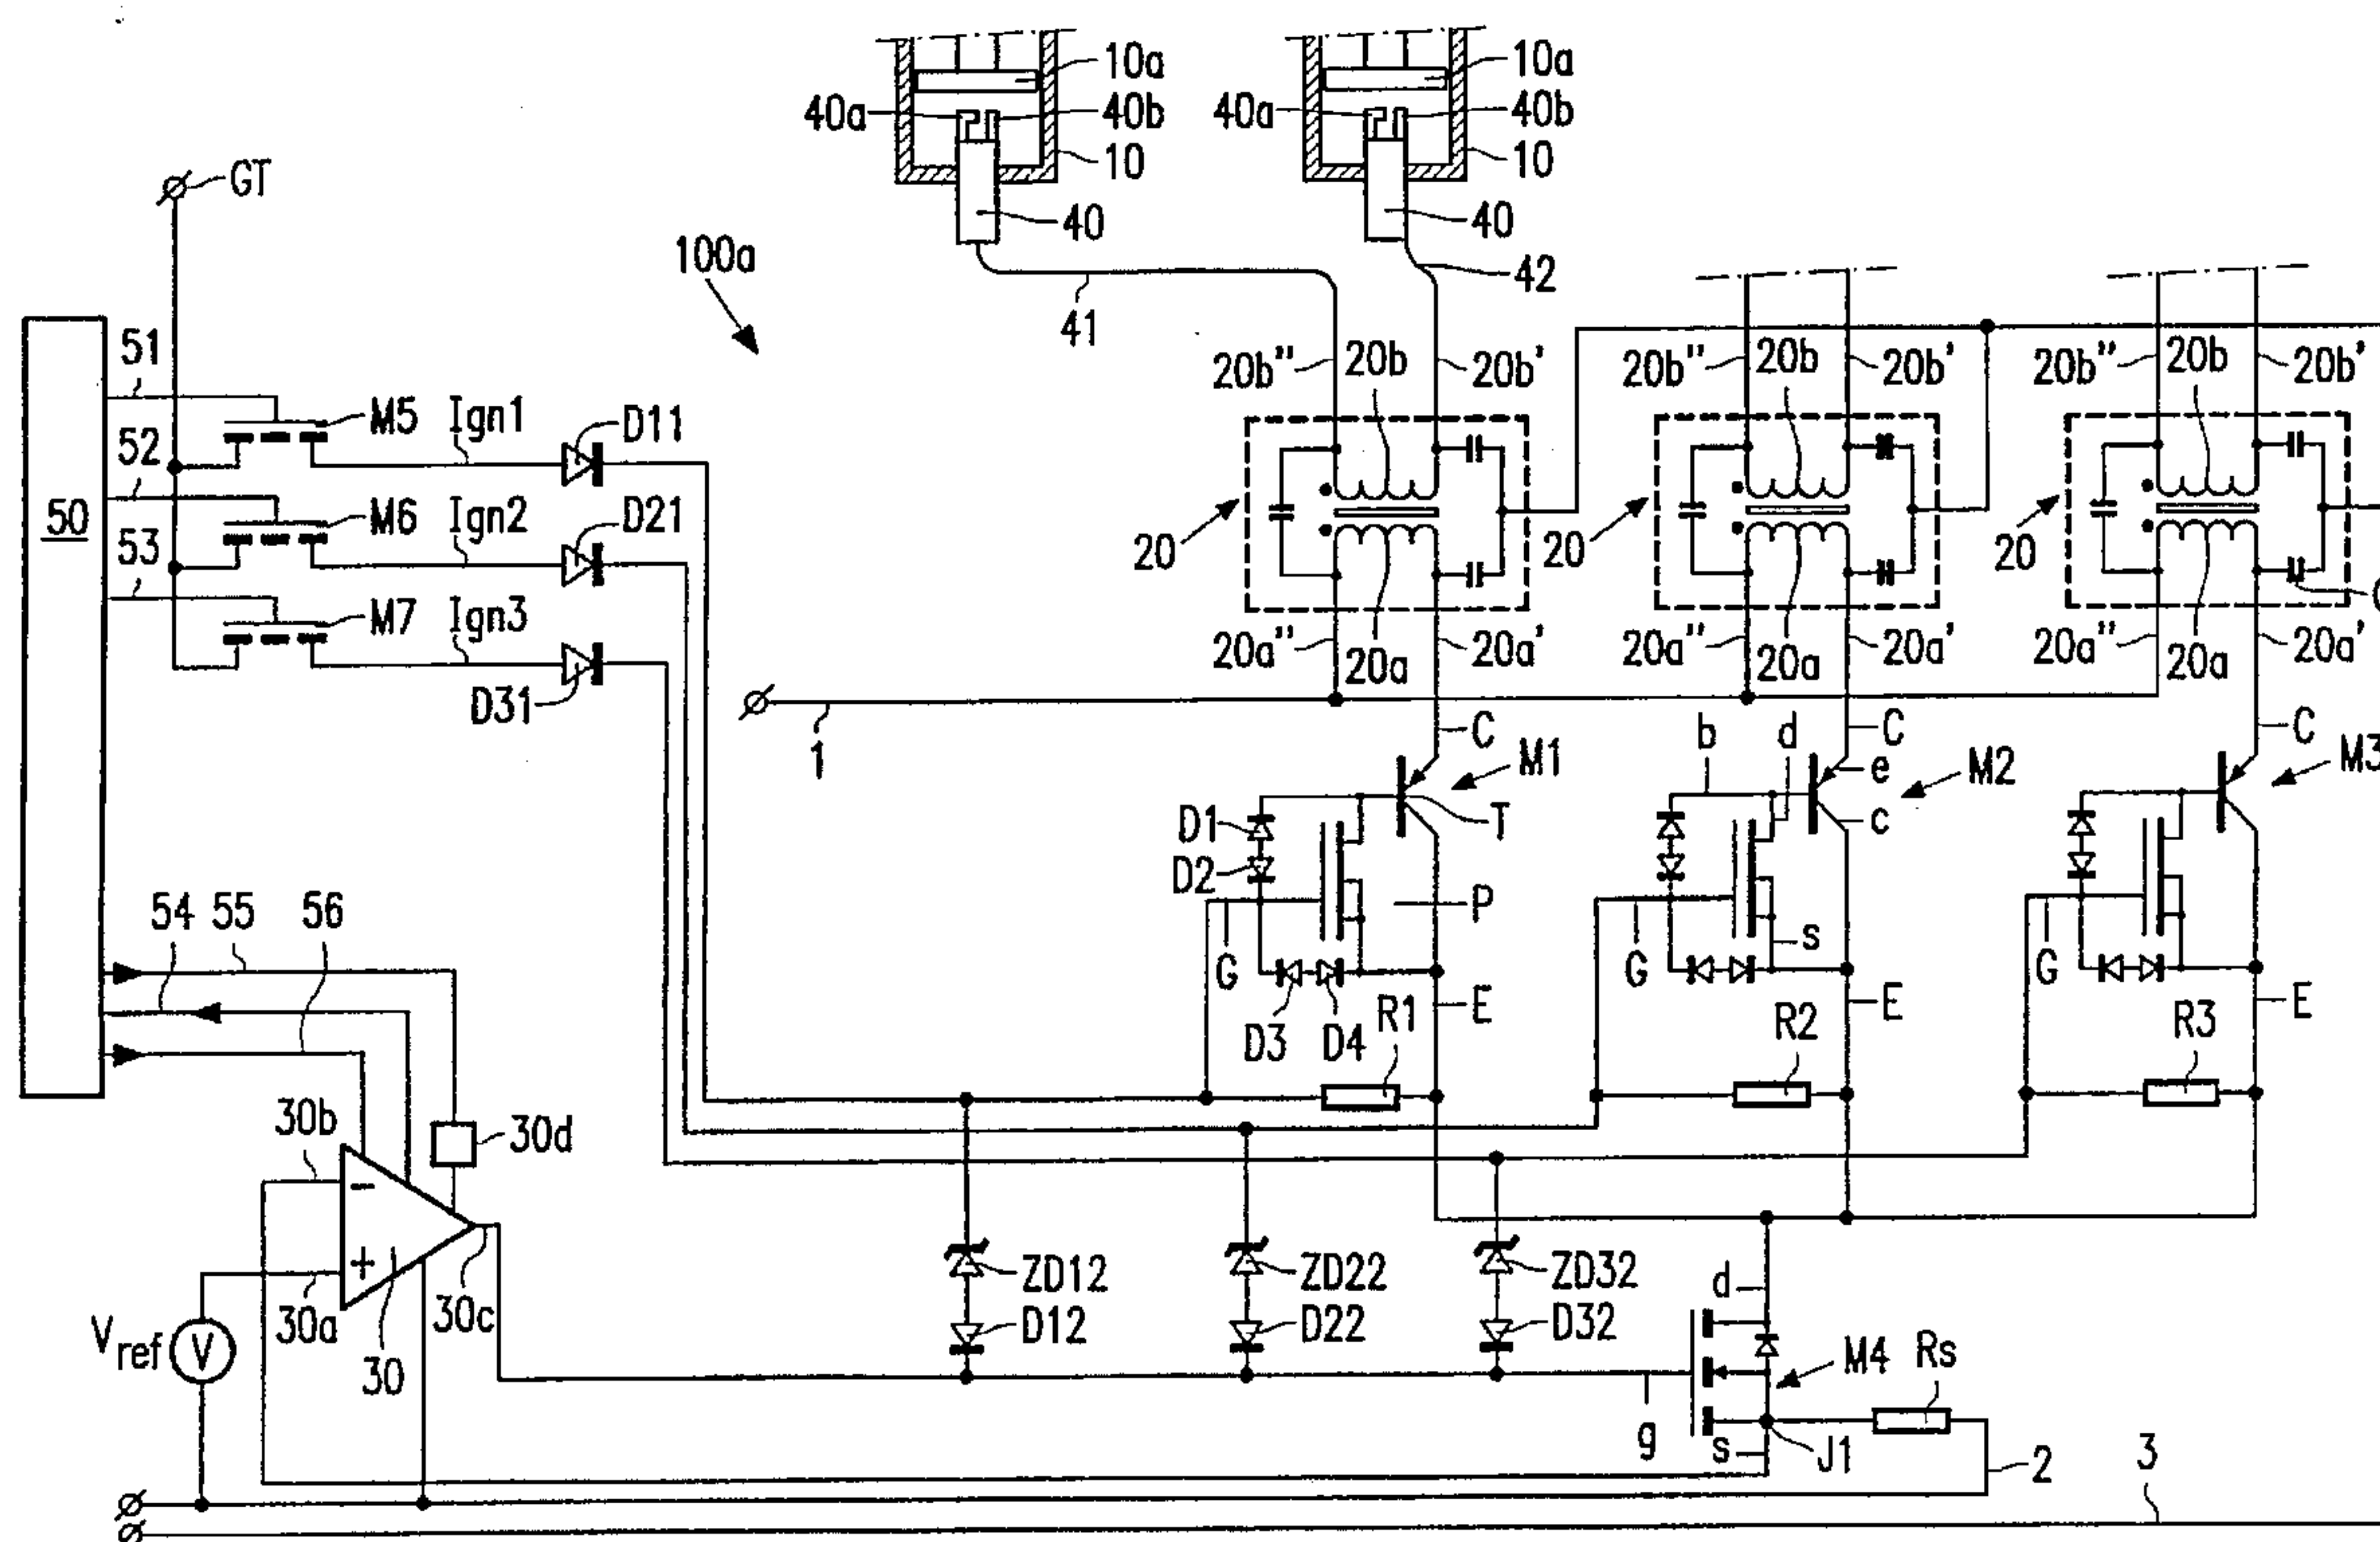 10a
10a
40a
40b
40a
40b
10
10
GT
40
40
100a
42
41
51
20b"
20b
20b'
20b"
20b
20b'
20b"
20b
20b'
M5
Ign1
D11
52
50
M6
Ign2
D21
53
20
20
20
M7
Ign3
D31
20a"
20a
20a'
20a"
20a
20a'
20a"
20a
20a'
1
C
b
d
C
C
M1
e
M2
M3
D1
T
c
D2
54
55
56
P
G
s
G
G
E
E
E
D3
D4
R1
R2
R3
30b
30d
−
+
30a
30
30c
ZD12
ZD22
ZD32
d
Vref
V
D12
D22
D32
M4
Rs
g
s
J1
2
3